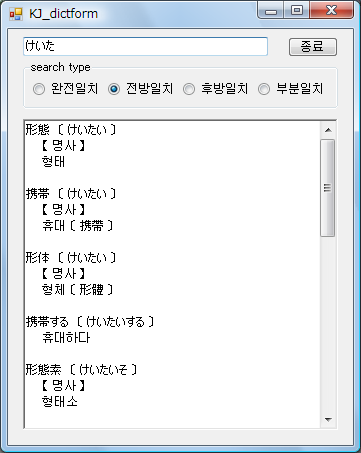 KJ_dictform
けいた
종료
search type
완전일치 전방일치 후방일치 부분일치
形態 〔 けいたい 〕
【 명사 】
형태
携帯 〔 けいたい 〕
【 명사 】
휴대 〔 携帶 〕
形体 〔 けいたい 〕
【 명사 】
형체 〔 形體 〕
携帯する 〔 けいたいする 〕
휴대하다
形態素 〔 けいたいそ 〕
【 명사 】
형태소